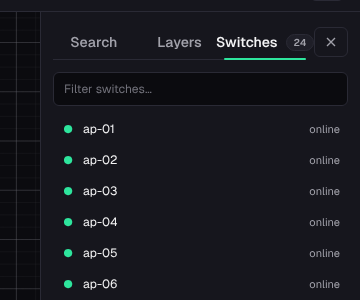 Search Layers Switches 24 ×
Filter switches...
ap-01 online
ap-02 online
ap-03 online
ap-04 online
ap-05 online
ap-06 online